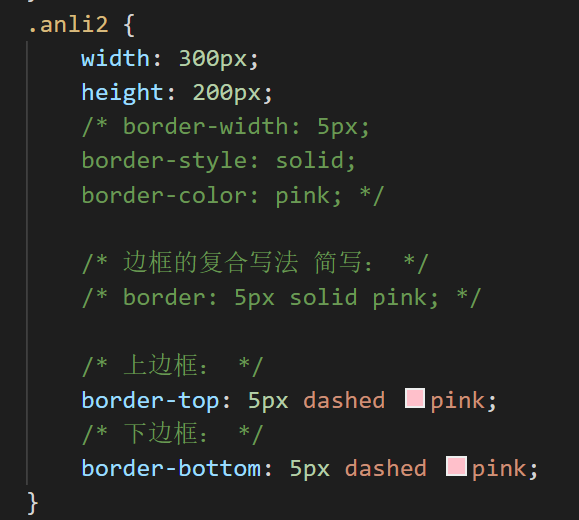 .anli2 {
    width: 300px;
    height: 200px;
    /* border-width: 5px;
    border-style: solid;
    border-color: pink; */
    /* 边框的复合写法 简写： */
    /* border: 5px solid pink; */
    /* 上边框： */
    border-top: 5px dashed pink;
    /* 下边框： */
    border-bottom: 5px dashed pink;
}